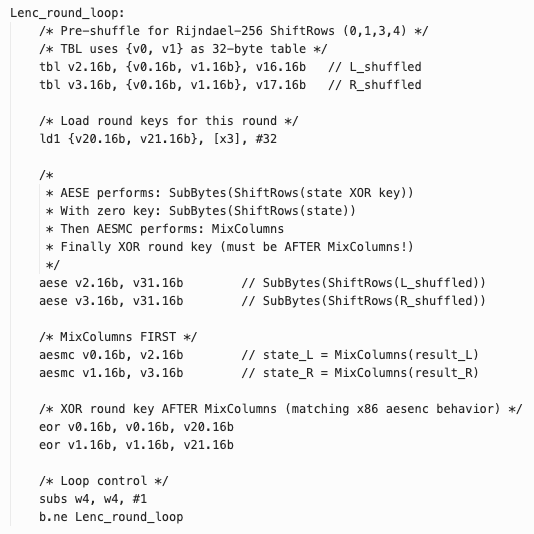 Lenc_round_loop:
/* Pre-shuffle for Rijndael-256 ShiftRows (0,1,3,4) */
/* TBL uses {v0, v1} as 32-byte table */
tbl v2.16b, {v0.16b, v1.16b}, v16.16b   // L_shuffled
tbl v3.16b, {v0.16b, v1.16b}, v17.16b   // R_shuffled
/* Load round keys for this round */
ld1 {v20.16b, v21.16b}, [x3], #32
/*
* AESE performs: SubBytes(ShiftRows(state XOR key))
* With zero key: SubBytes(ShiftRows(state))
* Then AESMC performs: MixColumns
* Finally XOR round key (must be AFTER MixColumns!)
*/
aese v2.16b, v31.16b        // SubBytes(ShiftRows(L_shuffled))
aese v3.16b, v31.16b        // SubBytes(ShiftRows(R_shuffled))
/* MixColumns FIRST */
aesmc v0.16b, v2.16b        // state_L = MixColumns(result_L)
aesmc v1.16b, v3.16b        // state_R = MixColumns(result_R)
/* XOR round key AFTER MixColumns (matching x86 aesenc behavior) */
eor v0.16b, v0.16b, v20.16b
eor v1.16b, v1.16b, v21.16b
/* Loop control */
subs w4, w4, #1
b.ne Lenc_round_loop